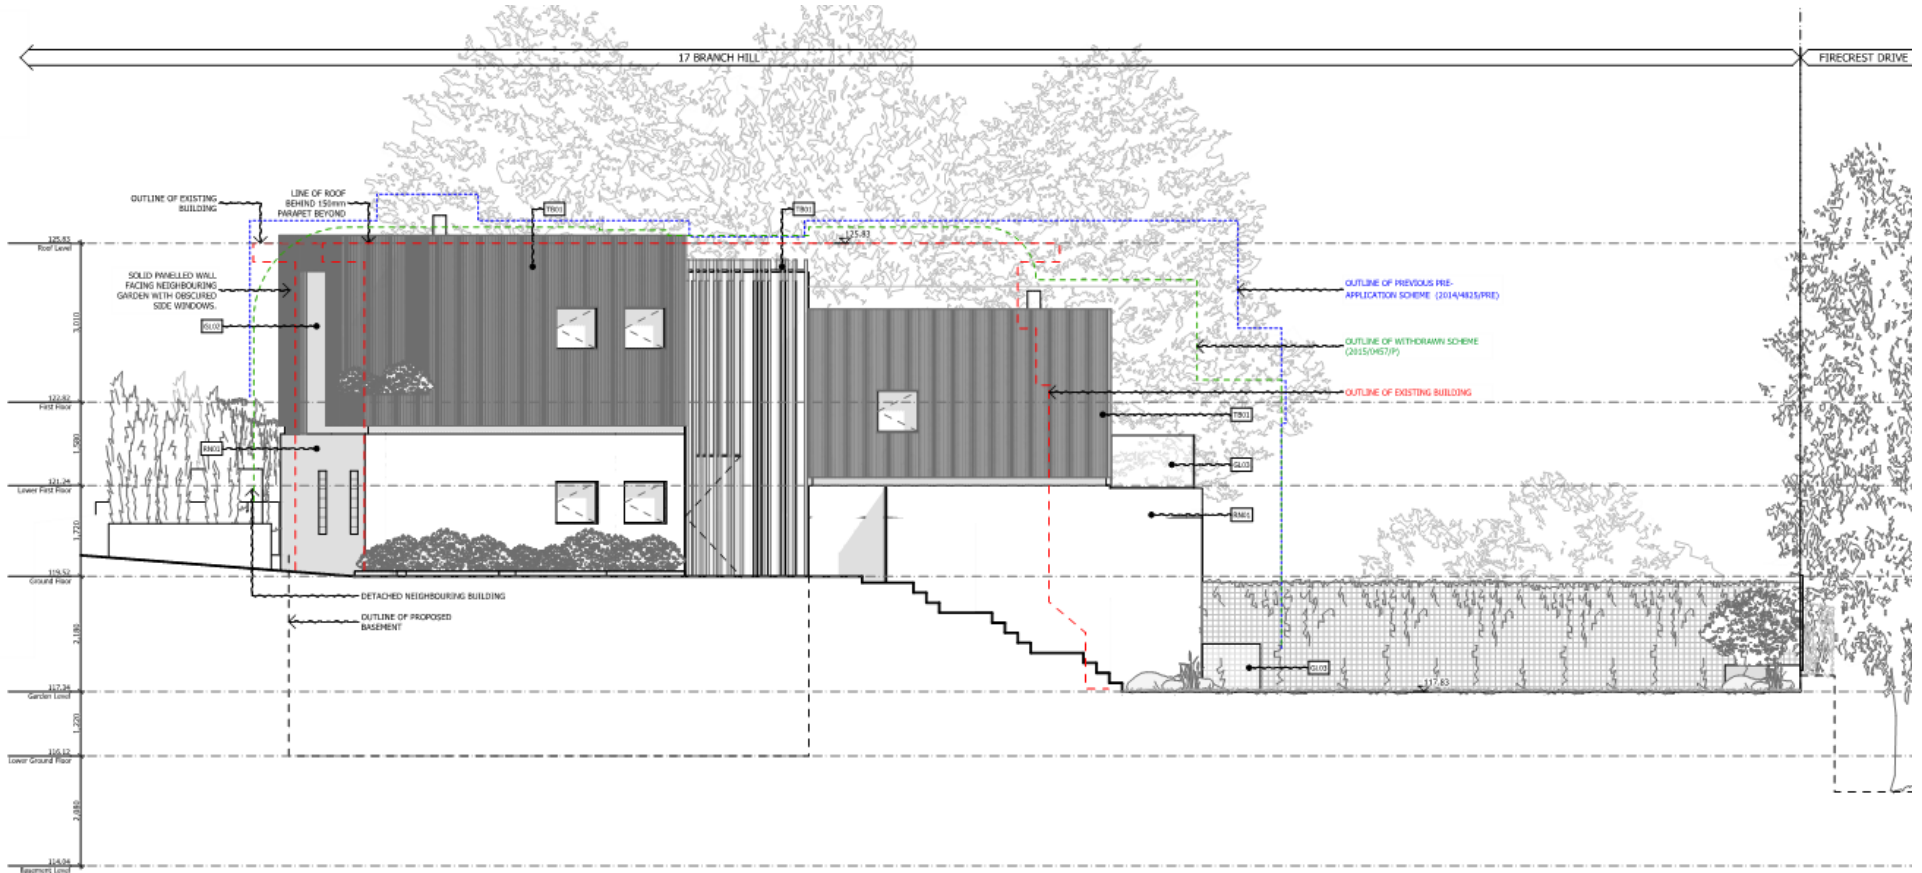 17 BRANCH HILL
FIRECREST DRIVE
OUTLINE OF EXISTING
BUILDING
LINE OF ROOF
BEHIND 150mm
PARAPET BEYOND
TB01
TB01
125.83
Roof Level
125.83
SOLID PANELLED WALL
FACING NEIGHBOURING
GARDEN WITH OBSCURED
SIDE WINDOWS.
OUTLINE OF PREVIOUS PRE-
APPLICATION SCHEME (2014/4825/PRE)
3,010
GL02
OUTLINE OF WITHDRAWN SCHEME
(2015/0457/P)
OUTLINE OF EXISTING BUILDING
122.82
First Floor
TB01
1,580
RN01
GL03
121.24
Lower First Floor
RN01
1,720
119.52
Ground Floor
DETACHED NEIGHBOURING BUILDING
OUTLINE OF PROPOSED
BASEMENT
2,180
GL03
117.34
Garden Level
117.83
1,220
116.12
Lower Ground Floor
2,080
114.04
Basement Level